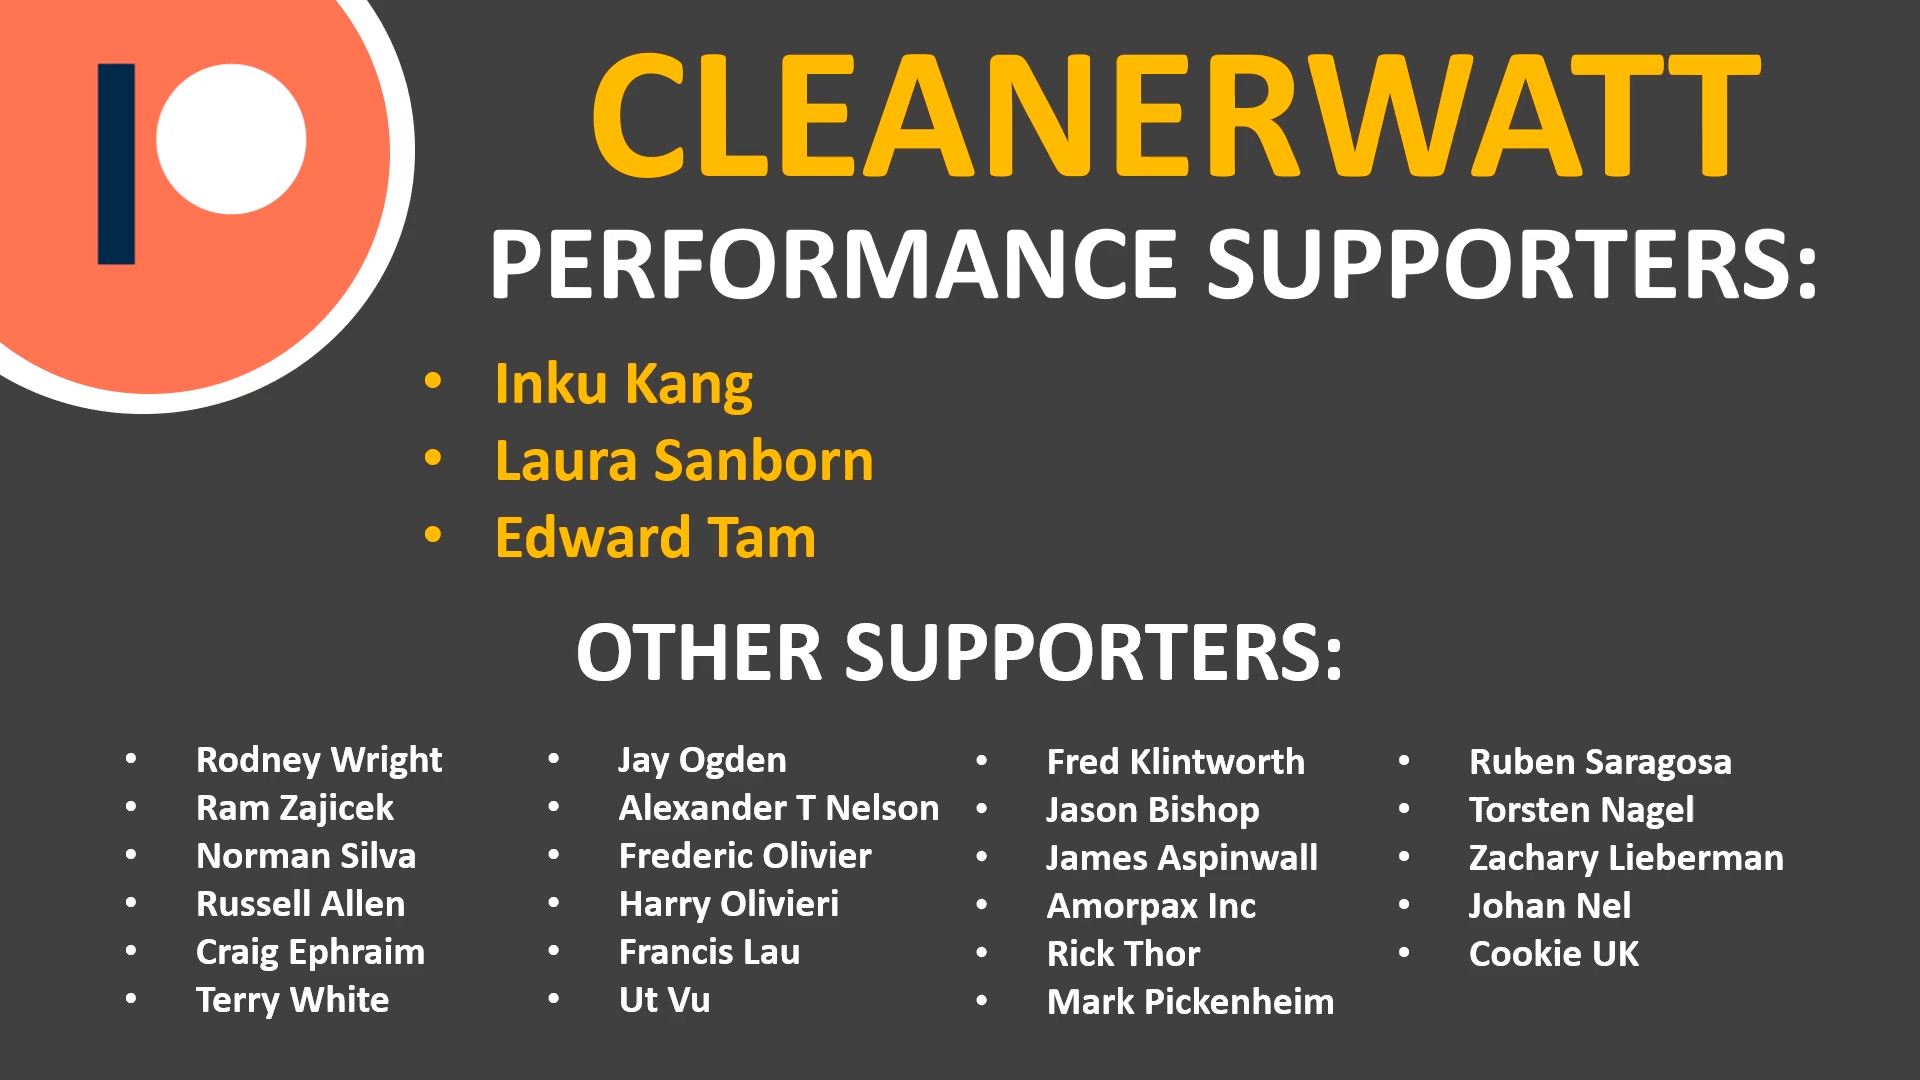 CLEANERWATT
PERFORMANCE SUPPORTERS:
• Inku Kang
• Laura Sanborn
• Edward Tam
OTHER SUPPORTERS:
• Rodney Wright
• Ram Zajicek
• Norman Silva
• Russell Allen
• Craig Ephraim
• Terry White
• Jay Ogden
• Alexander T Nelson
• Frederic Olivier
• Harry Olivieri
• Francis Lau
• Ut Vu
• Fred Klintworth
• Jason Bishop
• James Aspinwall
• Amorpax Inc
• Rick Thor
• Mark Pickenheim
• Ruben Saragosa
• Torsten Nagel
• Zachary Lieberman
• Johan Nel
• Cookie UK